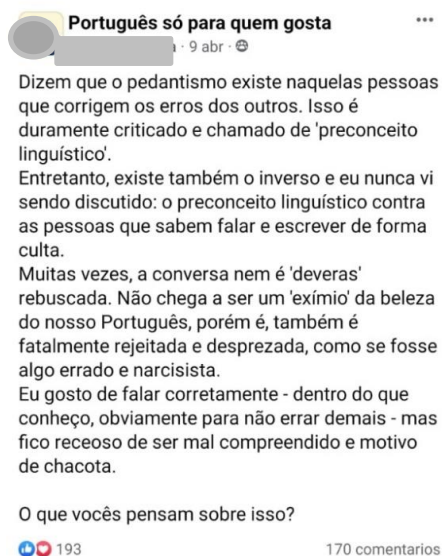 Português só para quem gosta
9 abr
Dizem que o pedantismo existe naquelas pessoas
que corrigem os erros dos outros. Isso é
duramente criticado e chamado de 'preconceito
linguístico'.
Entretanto, existe também o inverso e eu nunca vi
sendo discutido: o preconceito linguístico contra
as pessoas que sabem falar e escrever de forma
culta.
Muitas vezes, a conversa nem é 'deveras'
rebuscada. Não chega a ser um 'exímio' da beleza
do nosso Português, porém é, também é
fatalmente rejeitada e desprezada, como se fosse
algo errado e narcisista.
Eu gosto de falar corretamente - dentro do que
conheço, obviamente para não errar demais - mas
fico receoso de ser mal compreendido e motivo
de chacota.
O que vocês pensam sobre isso?
193 170 comentarios